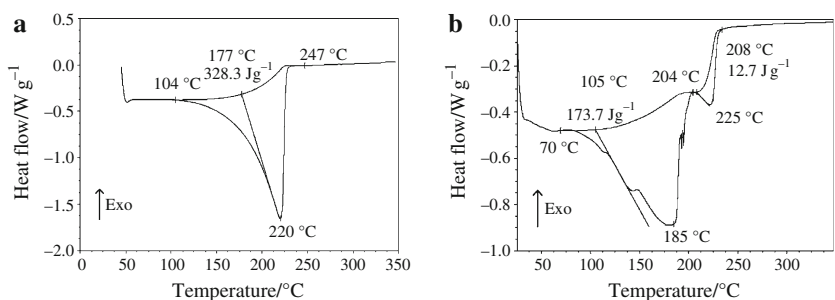 a
0.5
0.0
−0.5
−1.0
−1.5
−2.0
Heat flow/W g−1
104 °C
177 °C
328.3 Jg−1
247 °C
220 °C
Exo
0 50 100 150 200 250 300 350
Temperature/°C
b
−0.0
−0.2
−0.4
−0.6
−0.8
−1.0
Heat flow/W g−1
70 °C
105 °C
173.7 Jg−1
204 °C
208 °C
12.7 Jg−1
225 °C
185 °C
Exo
50 100 150 200 250 300
Temperature/°C